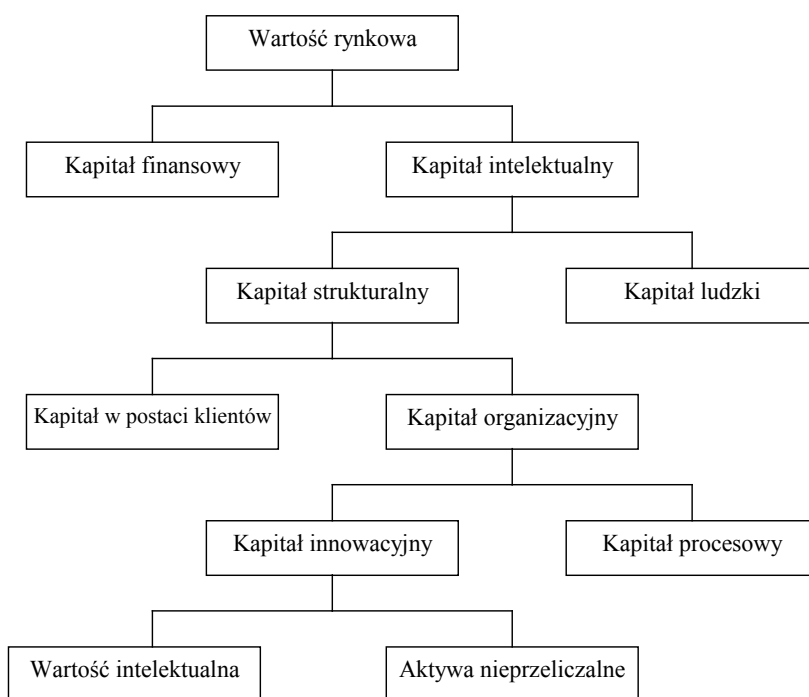 Wartość rynkowa
Kapitał finansowy
Kapitał intelektualny
Kapitał strukturalny
Kapitał ludzki
Kapitał w postaci klientów
Kapitał organizacyjny
Kapitał innowacyjny
Kapitał procesowy
Wartość intelektualna
Aktywa nieprzeliczalne